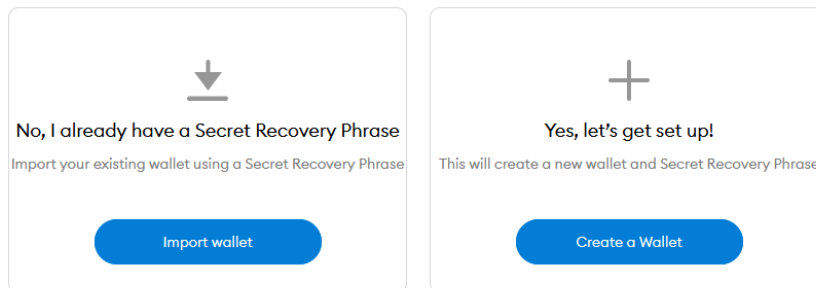 No, I already have a Secret Recovery Phrase
Import your existing wallet using a Secret Recovery Phrase
Import wallet
Yes, let’s get set up!
This will create a new wallet and Secret Recovery Phrase
Create a Wallet